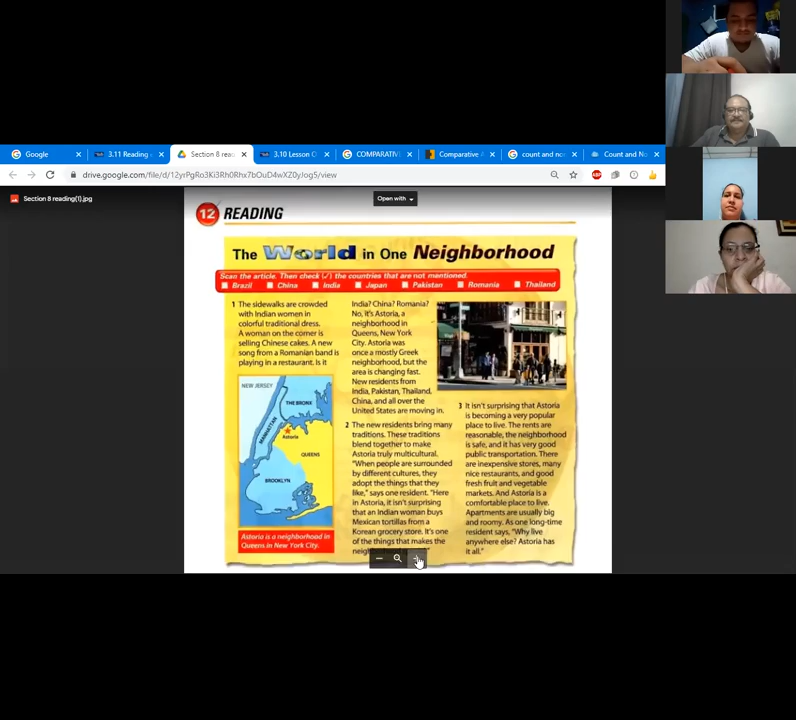 Google
3.11 Reading
Section 8 read
3.10 Lesson
COMPARATIV
Comparative
count and no
Count and N
drive.google.com/file/d/12yrPgRo3Ki3Rh0Rhx7bOuD4wXZ0yJog5/view
Section 8 reading(1).jpg
Open with
12 READING
The World in One Neighborhood
Scan the article. Then check (✓) the countries that are not mentioned.
Brazil China India Japan Pakistan Romania Thailand
1 The sidewalks are crowded
with Indian women in
colorful traditional dress.
A woman on the corner is
selling Chinese cakes. A new
song from a Romanian band is
playing in a restaurant. Is it
NEW JERSEY
THE BRONX
MANHATTAN
Astoria
QUEENS
BROOKLYN
Astoria is a neighborhood in
Queens in New York City.
India? China? Romania?
No, it's Astoria, a
neighborhood in
Queens, New York
City. Astoria was
once a mostly Greek
neighborhood, but the
area is changing fast.
New residents from
India, Pakistan, Thailand,
China, and all over the
United States are moving in.
2 The new residents bring many
traditions. These traditions
blend together to make
Astoria truly multicultural.
"When people are surrounded
by different cultures, they
adopt the things that they
like," says one resident. "Here
in Astoria, it isn't surprising
that an Indian woman buys
Mexican tortillas from a
Korean grocery store. It's one
of the things that makes the
3 It isn't surprising that Astoria
is becoming a very popular
place to live. The rents are
reasonable, the neighborhood
is safe, and it has very good
public transportation. There
are inexpensive stores, many
nice restaurants, and good
fresh fruit and vegetable
markets. And Astoria is a
comfortable place to live.
Apartments are usually big
and roomy. As one long-time
resident says, "Why live
anywhere else? Astoria has
it all."